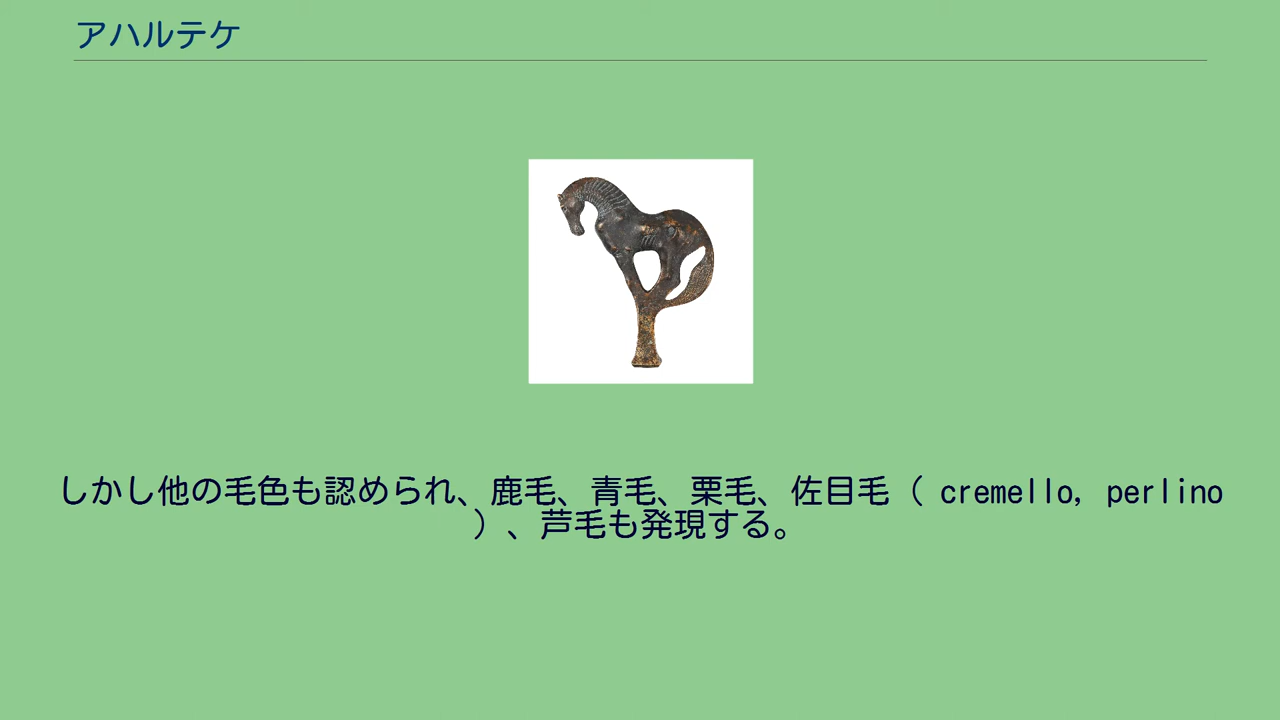 アハルテケ
しかし他の毛色も認められ、鹿毛、青毛、栗毛、佐目毛（ cremello, perlino
）、芦毛も発現する。